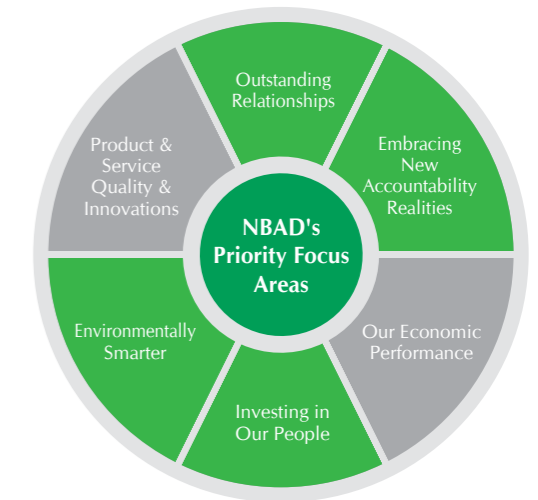 Outstanding
Relationships
Embracing
New
Accountability
Realities
Our Economic
Performance
Investing in
Our People
Environmentally
Smarter
Product &
Service
Quality &
Innovations
NBAD's
Priority Focus
Areas